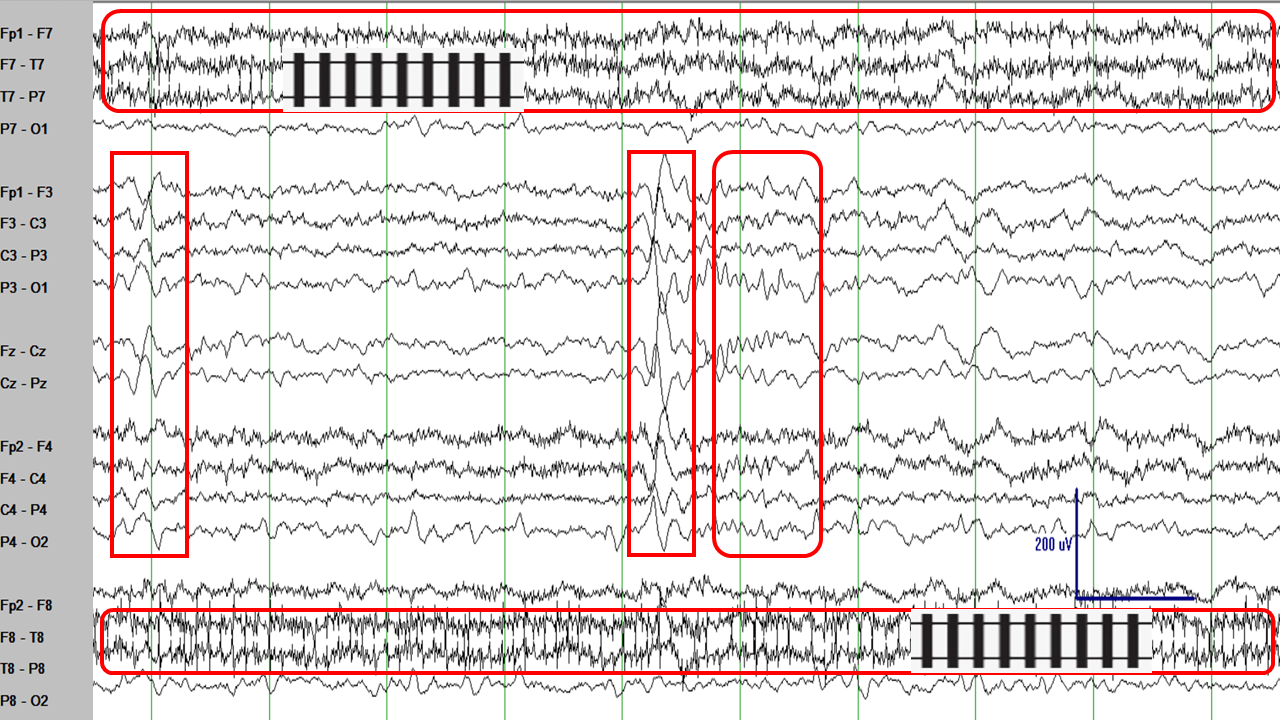 Fp1 - F7
F7 - T7
T7 - P7
P7 - O1
Fp1 - F3
F3 - C3
C3 - P3
P3 - O1
Fz - Cz
Cz - Pz
Fp2 - F4
F4 - C4
C4 - P4
P4 - O2
200 uV
Fp2 - F8
F8 - T8
T8 - P8
P8 - O2